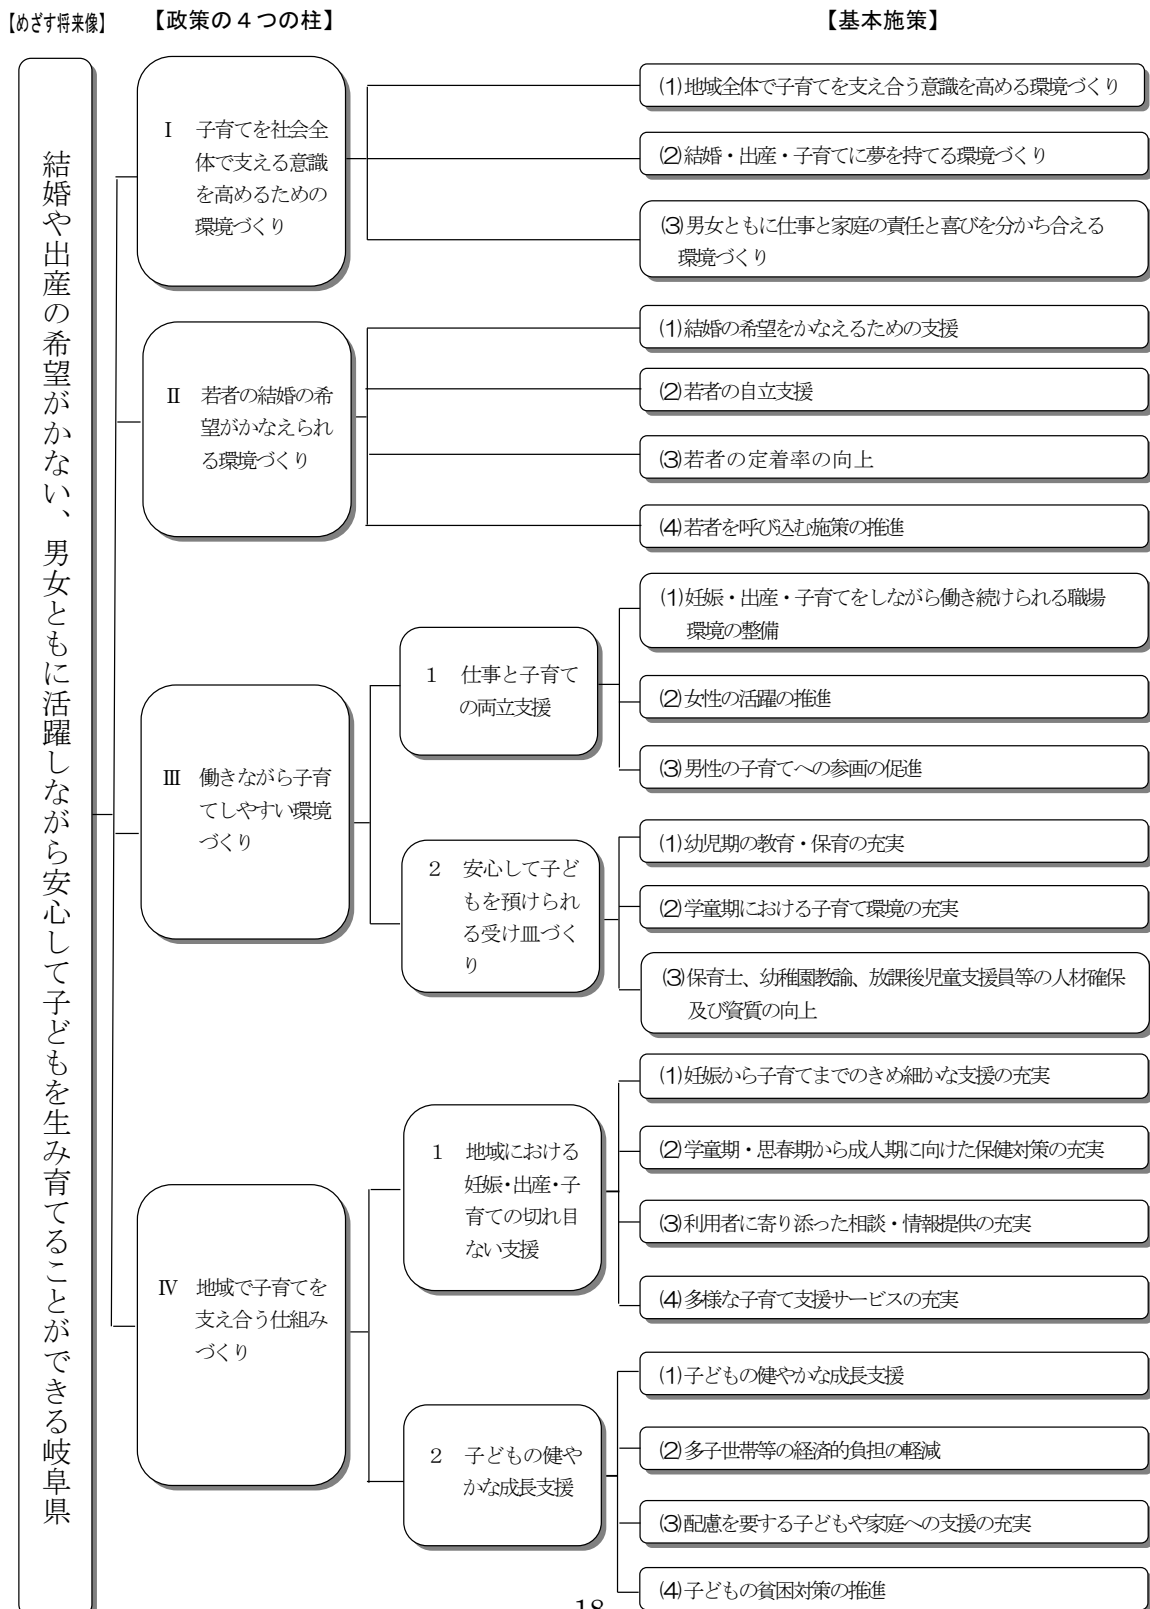 【めざす将来像】
【政策の４つの柱】
【基本施策】
結婚や出産の希望がかない、男女ともに活躍しながら安心して子どもを生み育てることができる岐阜県
Ⅰ 子育てを社会全
体で支える意識
を高めるための
環境づくり
(1)地域全体で子育てを支え合う意識を高める環境づくり
(2)結婚・出産・子育てに夢を持てる環境づくり
(3)男女ともに仕事と家庭の責任と喜びを分かち合える
環境づくり
Ⅱ 若者の結婚の希
望がかなえられ
る環境づくり
(1)結婚の希望をかなえるための支援
(2)若者の自立支援
(3)若者の定着率の向上
(4)若者を呼び込む施策の推進
Ⅲ 働きながら子育
てしやすい環境
づくり
1 仕事と子育て
の両立支援
(1)妊娠・出産・子育てをしながら働き続けられる職場
環境の整備
(2)女性の活躍の推進
(3)男性の子育てへの参画の促進
2 安心して子ど
もを預けられ
る受け皿づく
り
(1)幼児期の教育・保育の充実
(2)学童期における子育て環境の充実
(3)保育士、幼稚園教諭、放課後児童支援員等の人材確保
及び資質の向上
Ⅳ 地域で子育てを
支え合う仕組み
づくり
1 地域における
妊娠・出産・子
育ての切れ目
ない支援
(1)妊娠から子育てまでのきめ細かな支援の充実
(2)学童期・思春期から成人期に向けた保健対策の充実
(3)利用者に寄り添った相談・情報提供の充実
(4)多様な子育て支援サービスの充実
2 子どもの健や
かな成長支援
(1)子どもの健やかな成長支援
(2)多子世帯等の経済的負担の軽減
(3)配慮を要する子どもや家庭への支援の充実
(4)子どもの貧困対策の推進
18